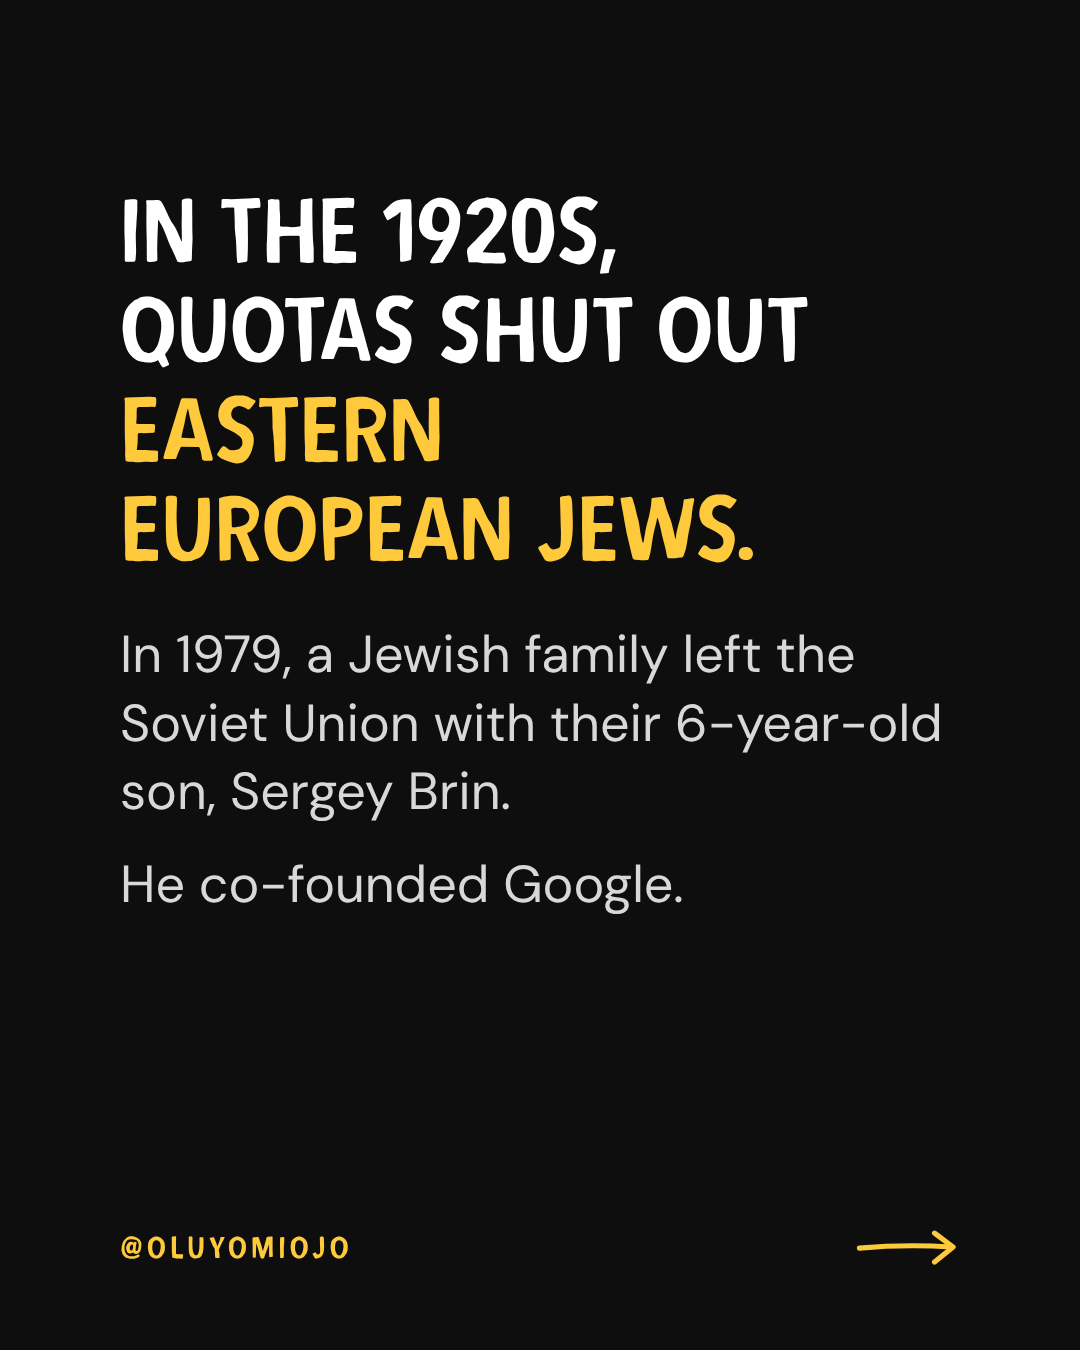 IN THE 1920S,
QUOTAS SHUT OUT
EASTERN
EUROPEAN JEWS.
In 1979, a Jewish family left the
Soviet Union with their 6-year-old
son, Sergey Brin.
He co-founded Google.
@OLUYOMIOJO